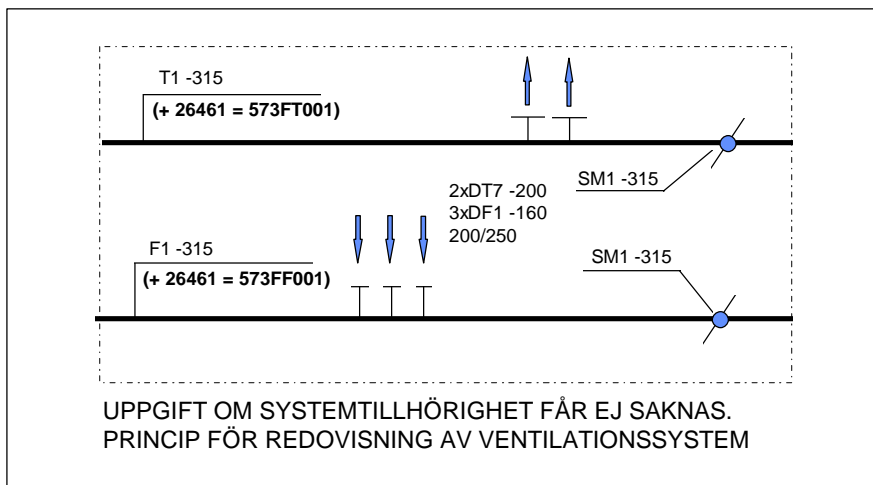 T1 -315
(+ 26461 = 573FT001)
2xDT7 -200
3xDF1 -160
200/250
SM1 -315
F1 -315
(+ 26461 = 573FF001)
SM1 -315
UPPGIFT OM SYSTEMTILLHÖRIGHET FÅR EJ SAKNAS.
PRINCIP FÖR REDOVISNING AV VENTILATIONSSYSTEM